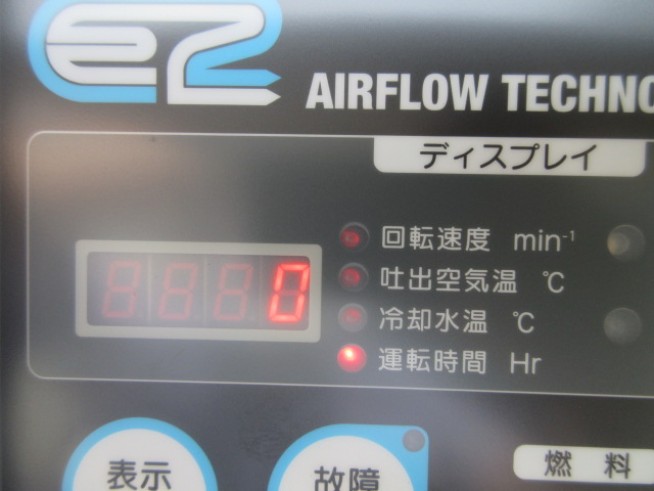 e2
AIRFLOW TECHNO
ディスプレイ
回転速度 min⁻¹
吐出空気温 ℃
冷却水温 ℃
0
運転時間 Hr
表示
故障
燃料